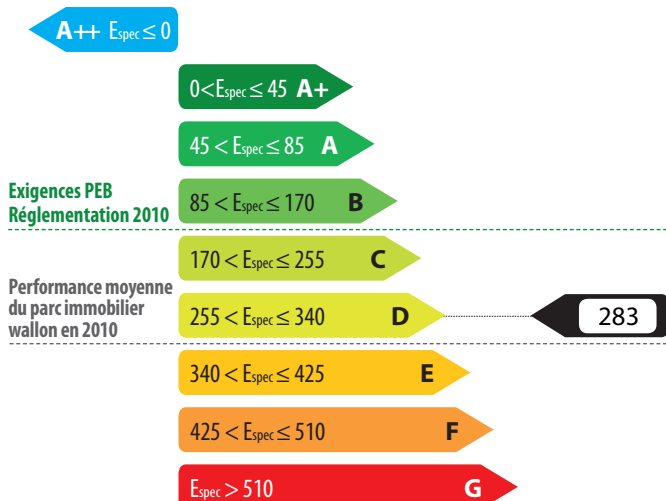 A++ Espec ≤ 0
0<Espec ≤ 45 A+
45 < Espec ≤ 85 A
Exigences PEB
Réglementation 2010
85 < Espec ≤ 170 B
170 < Espec ≤ 255 C
Performance moyenne
du parc immobilier
wallon en 2010
255 < Espec ≤ 340 D
283
340 < Espec ≤ 425 E
425 < Espec ≤ 510 F
Espec > 510 G